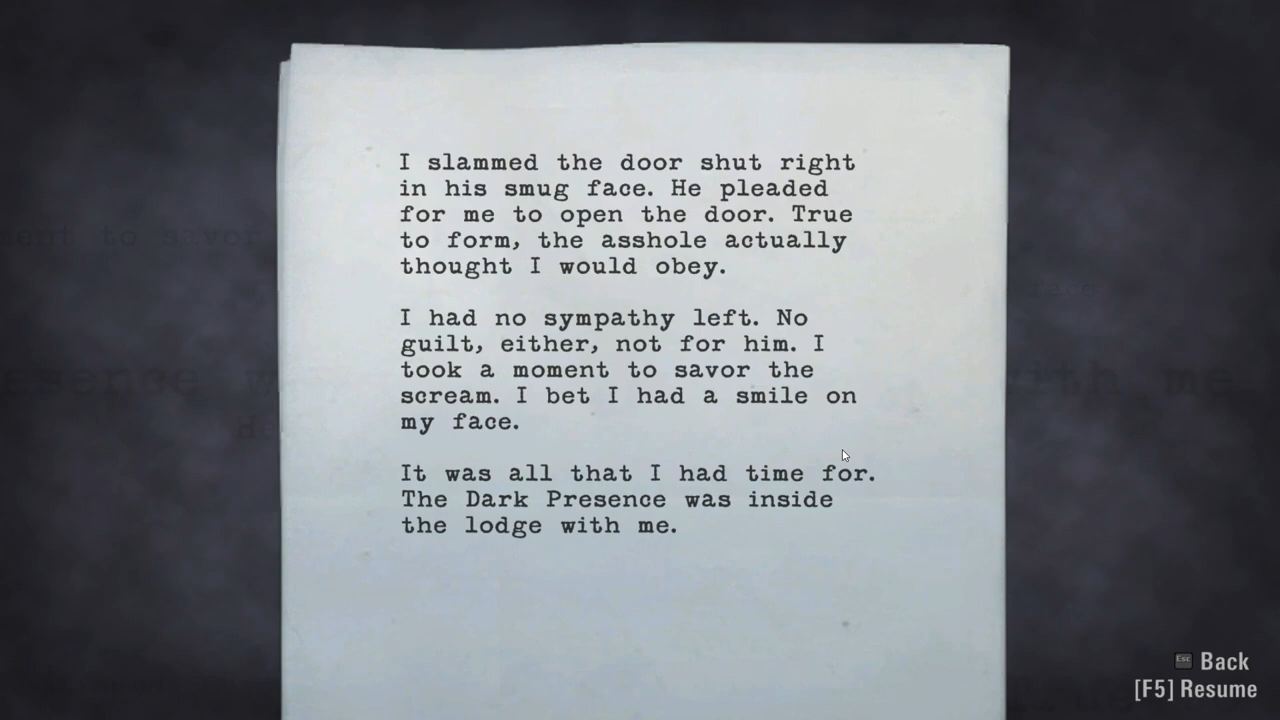 I slammed the door shut right
in his smug face. He pleaded
for me to open the door. True
to form, the asshole actually
thought I would obey.
I had no sympathy left. No
guilt, either, not for him. I
took a moment to savor the
scream. I bet I had a smile on
my face.
It was all that I had time for.
The Dark Presence was inside
the lodge with me.
Esc Back
[F5] Resume